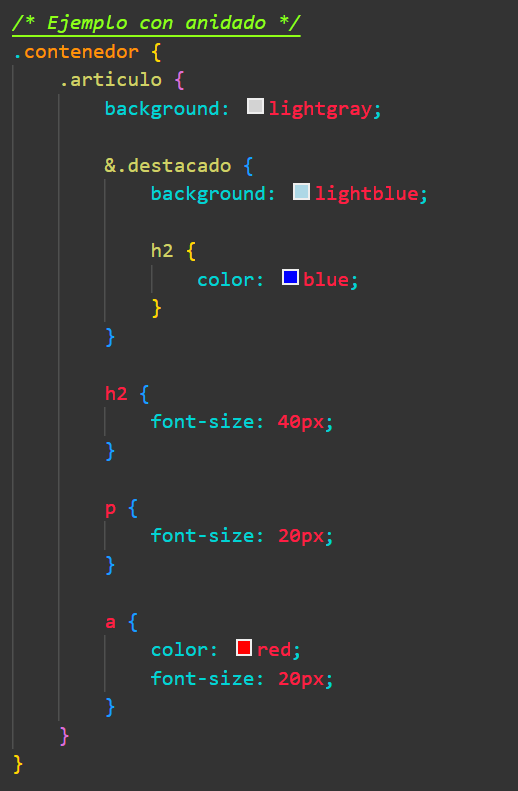 /* Ejemplo con anidado */
.contenedor {
    .articulo {
        background: lightgray;

        &.destacado {
            background: lightblue;

            h2 {
                color: blue;
            }
        }

        h2 {
            font-size: 40px;
        }

        p {
            font-size: 20px;
        }

        a {
            color: red;
            font-size: 20px;
        }
    }
}